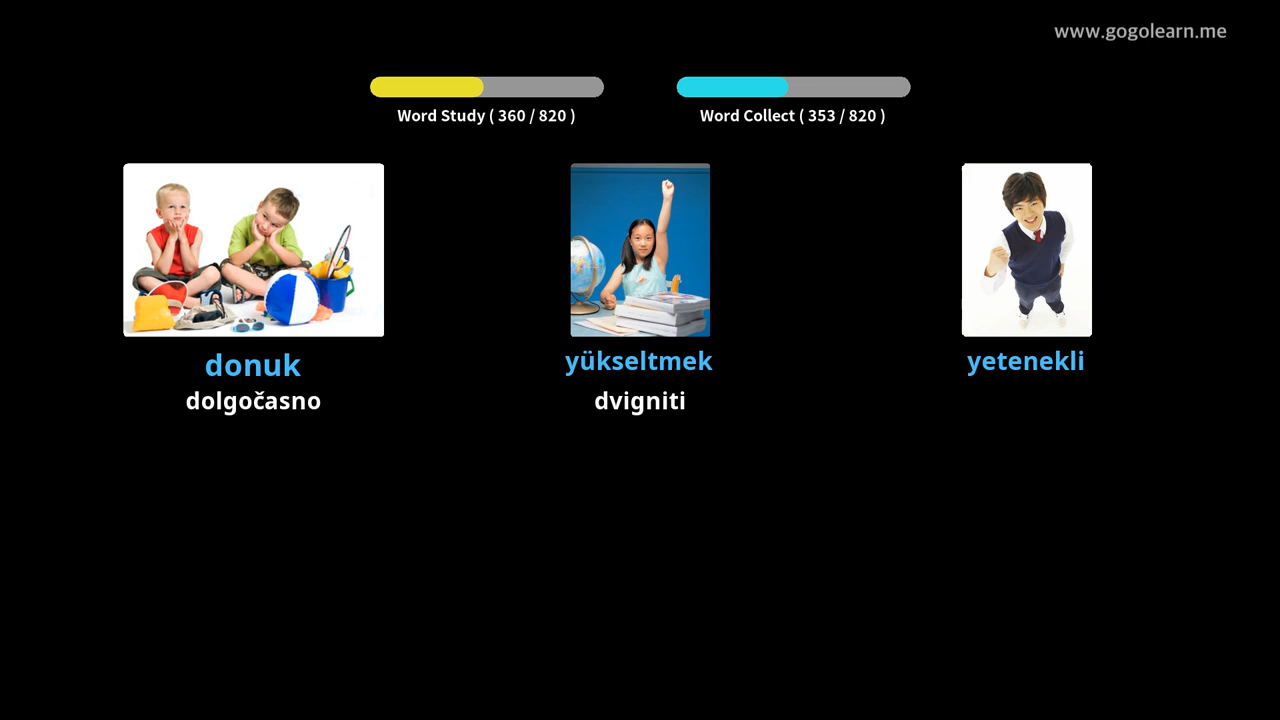 www.gogolearn.me
Word Study ( 360 / 820 )
Word Collect ( 353 / 820 )
donuk
dolgočasno
yükseltmek
dvigniti
yetenekli